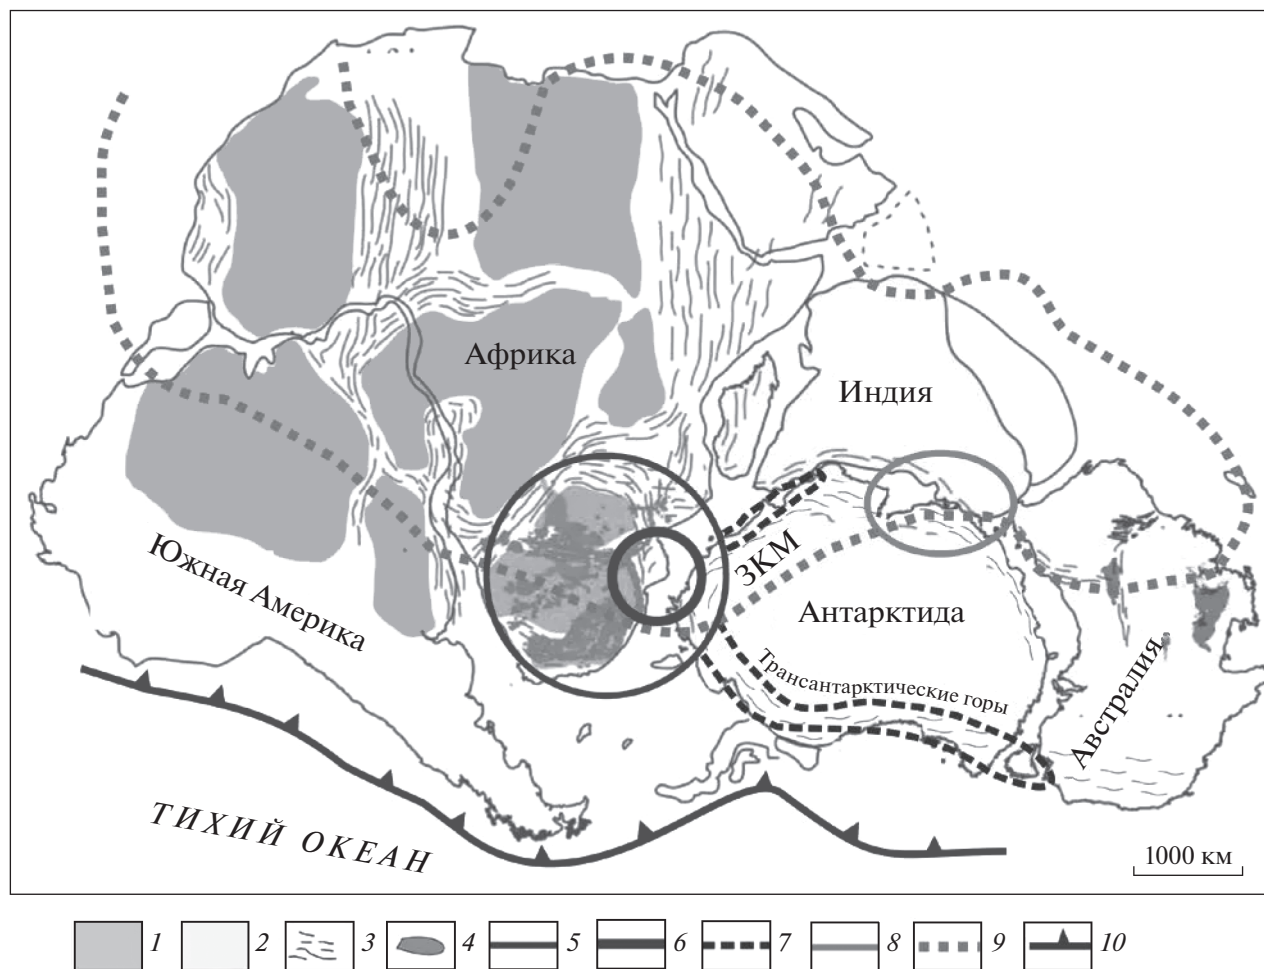 Африка
Индия
Южная Америка
ЗКМ
Антарктида
Трансантарктические горы
Австралия
ТИХИЙ ОКЕАН
1000 км
1 2 3 4 5 6 7 8 9 10